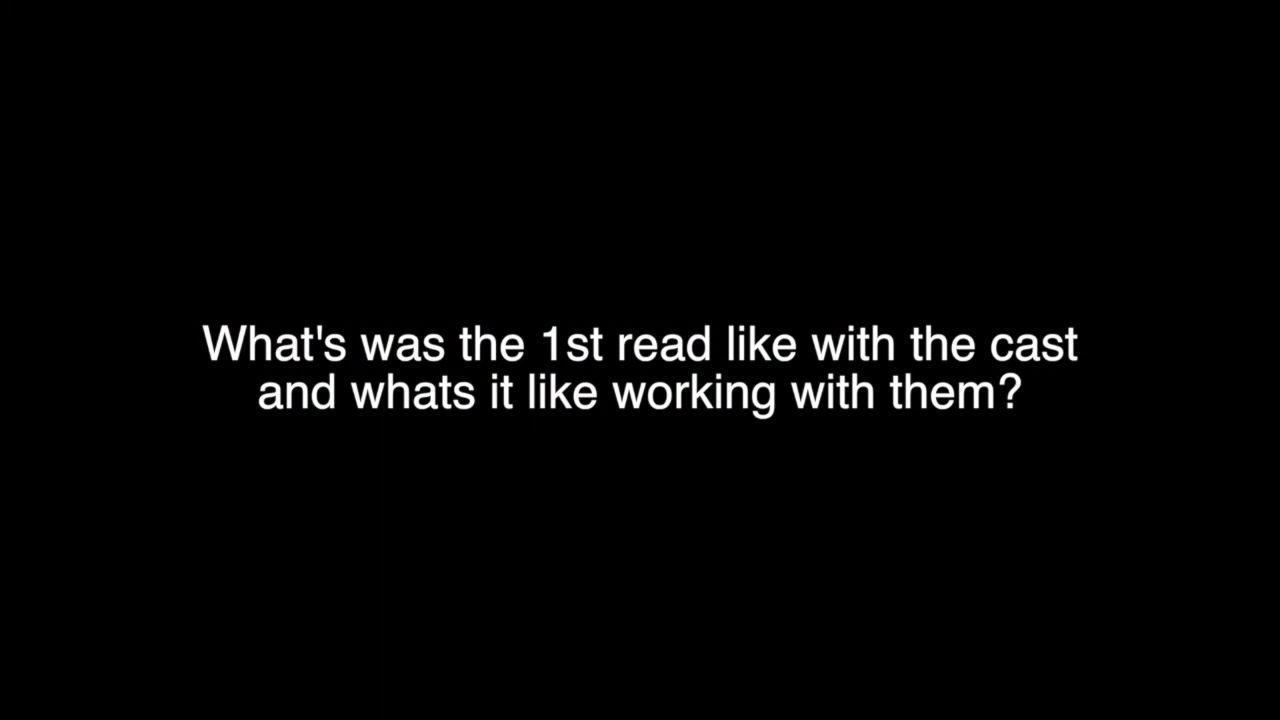 What's was the 1st read like with the cast
and whats it like working with them?